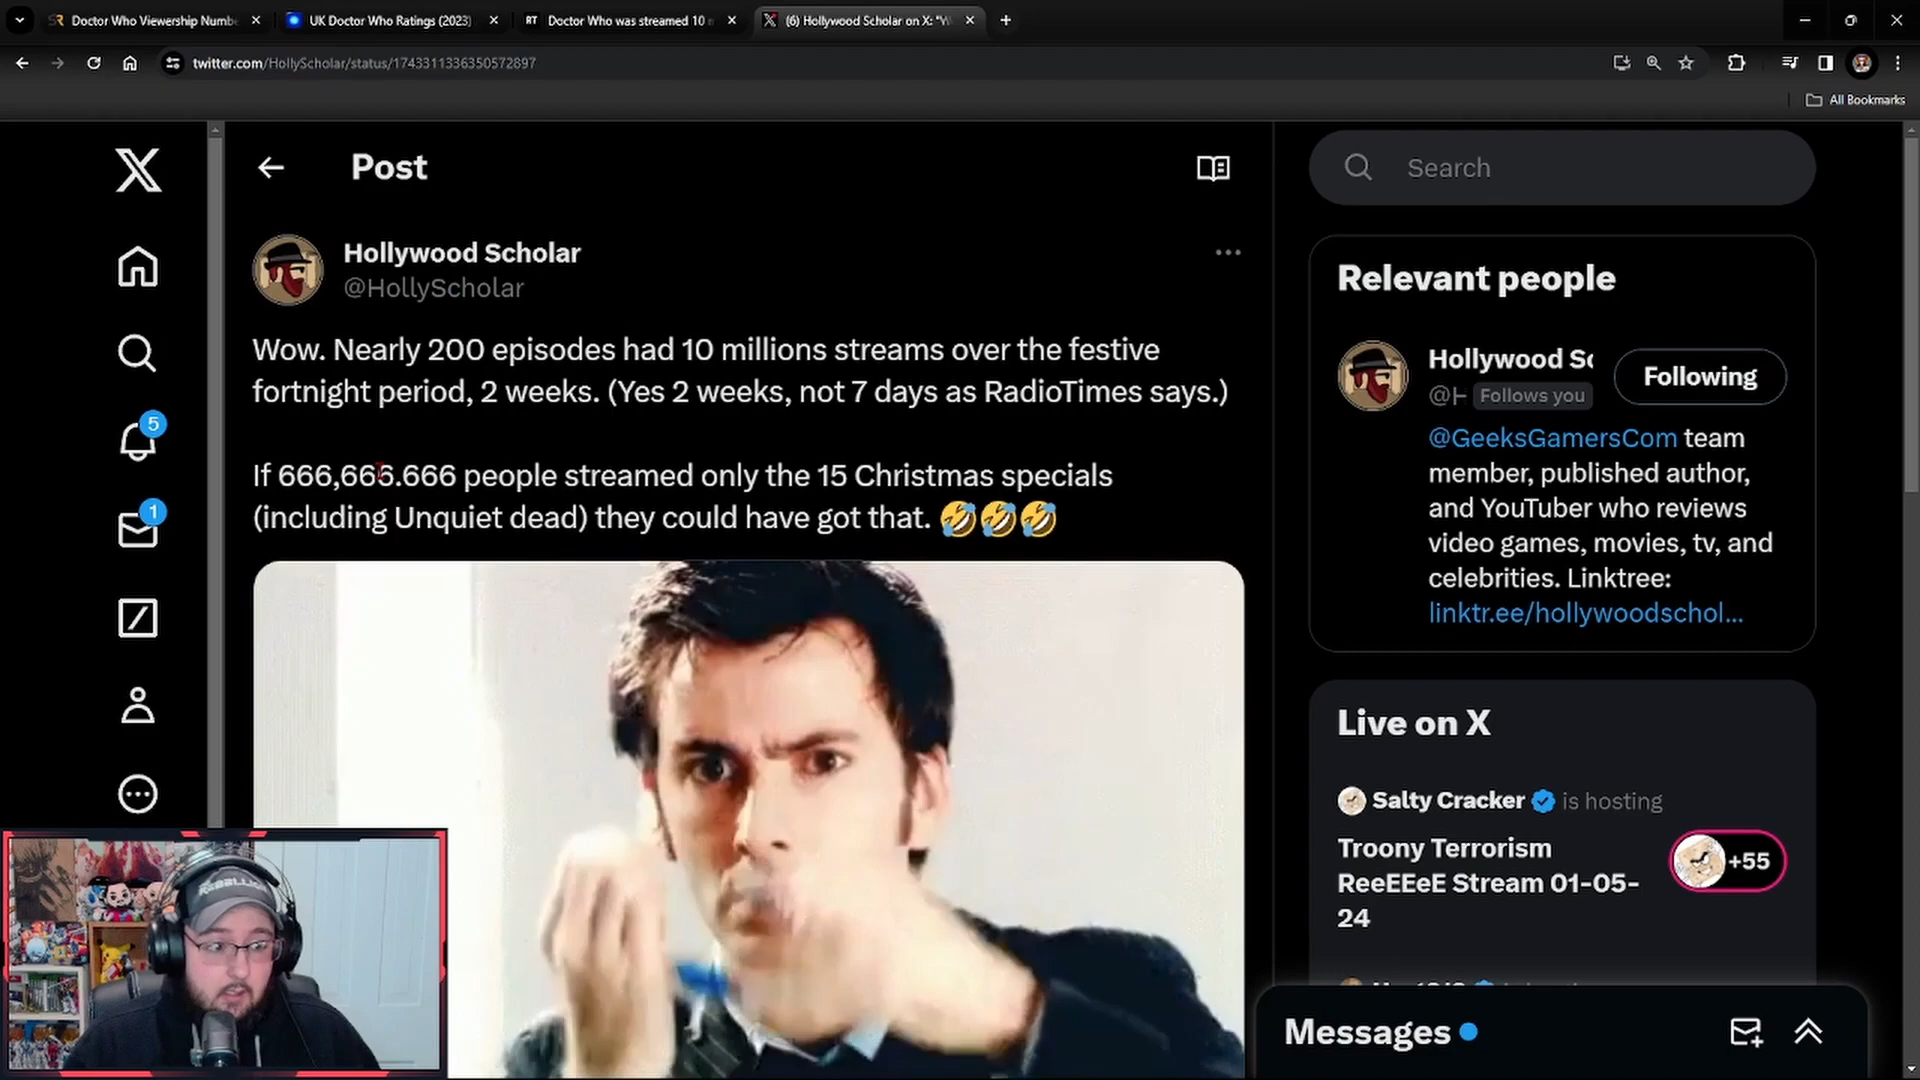 Doctor Who Viewership Numbe
UK Doctor Who Ratings (2023)
RT Doctor Who was streamed 10 m
(6) Hollywood Scholar on X: "W
twitter.com/HollyScholar/status/1743311336350572897
All Bookmarks
Post
Search
Hollywood Scholar
@HollyScholar
Wow. Nearly 200 episodes had 10 millions streams over the festive
fortnight period, 2 weeks. (Yes 2 weeks, not 7 days as RadioTimes says.)
If 666,666.666 people streamed only the 15 Christmas specials
(including Unquiet dead) they could have got that. 🤣🤣🤣
5
1
Relevant people
Hollywood Sc
Following
@H Follows you
@GeeksGamersCom team
member, published author,
and YouTuber who reviews
video games, movies, tv, and
celebrities. Linktree:
linktr.ee/hollywoodschol...
Live on X
Salty Cracker is hosting
Troony Terrorism
ReeEEeE Stream 01-05-
24
+55
Messages